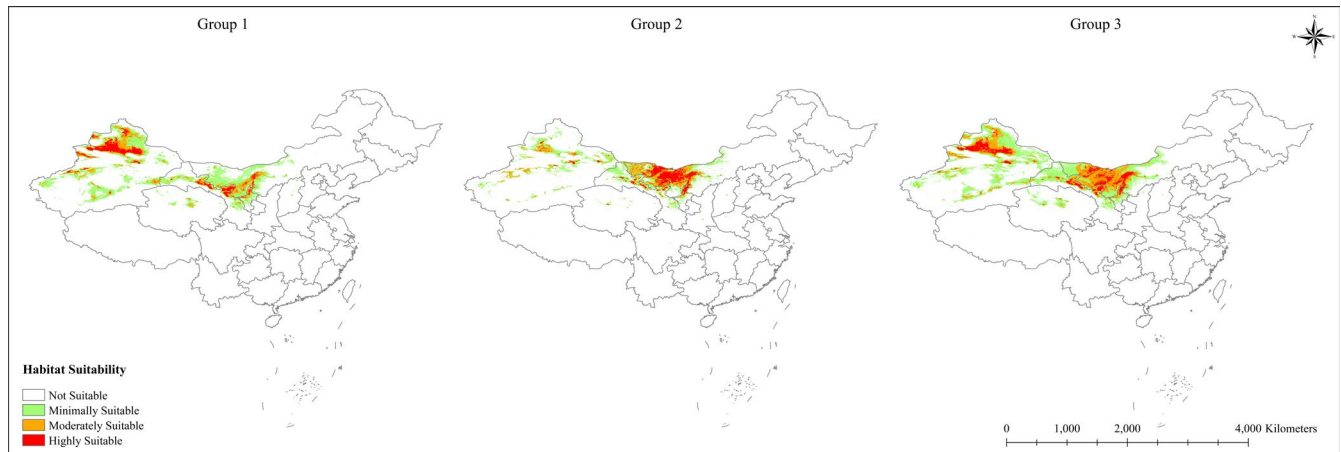 Group 1
Group 2
Group 3
N
W
E
S
Habitat Suitability
Not Suitable
Minimally Suitable
Moderately Suitable
Highly Suitable
0 1,000 2,000 4,000 Kilometers